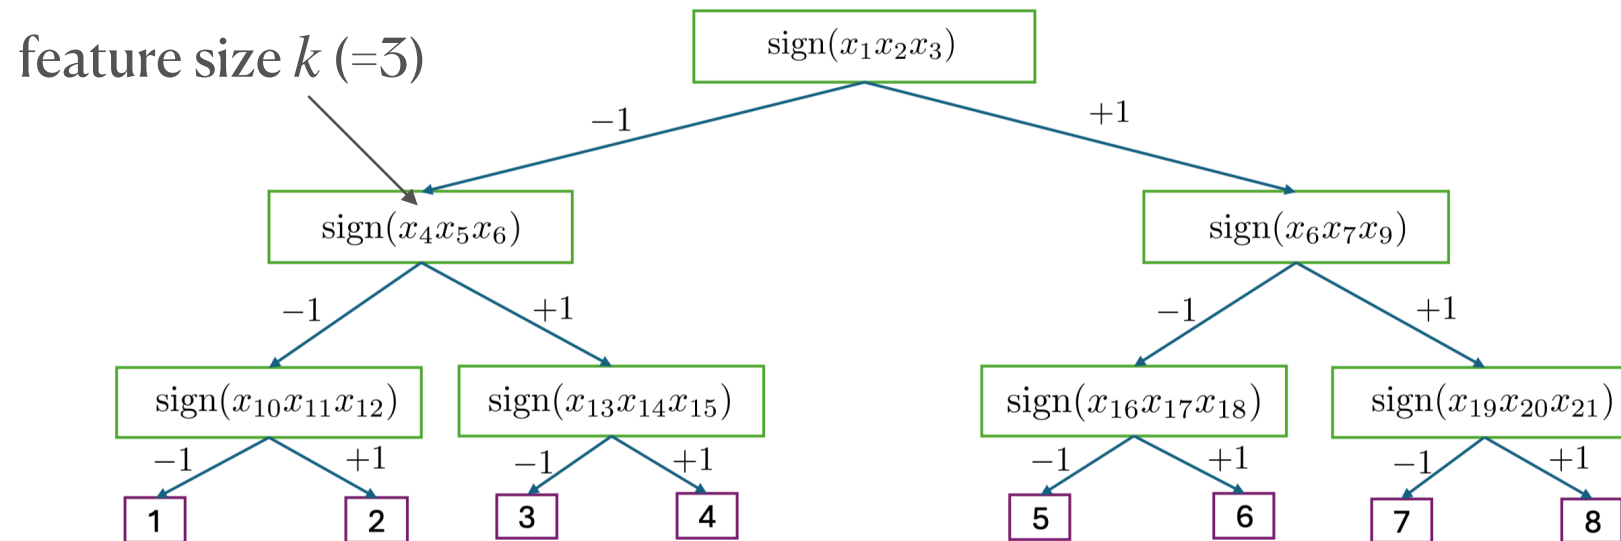 sign(x₁x₂x₃)
feature size k (=3)
−1 +1
sign(x₄x₅x₆) sign(x₆x₇x₉)
−1 +1 −1 +1
sign(x₁₀x₁₁x₁₂) sign(x₁₃x₁₄x₁₅) sign(x₁₆x₁₇x₁₈) sign(x₁₉x₂₀x₂₁)
−1 +1 −1 +1 −1 +1 −1 +1
1 2 3 4 5 6 7 8